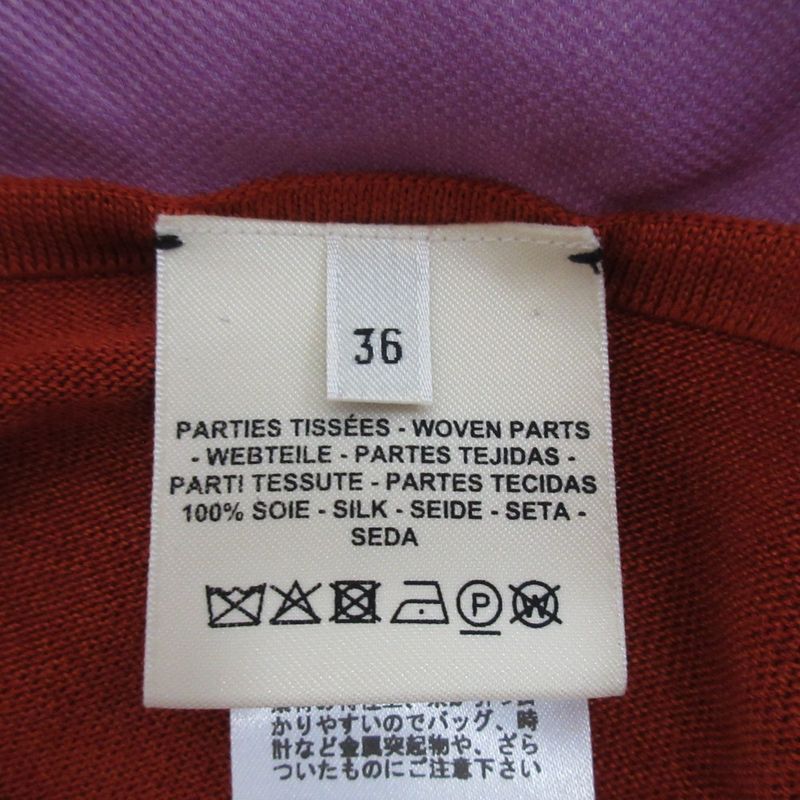 36
PARTIES TISSÉES - WOVEN PARTS
- WEBTEILE - PARTES TEJIDAS -
PARTI TESSUTE - PARTES TECIDAS
100% SOIE - SILK - SEIDE - SETA -
SEDA
P
W
かりやすいのでバッグ、時
計など金属突起物や、ざら
ついたものにご注意下さい